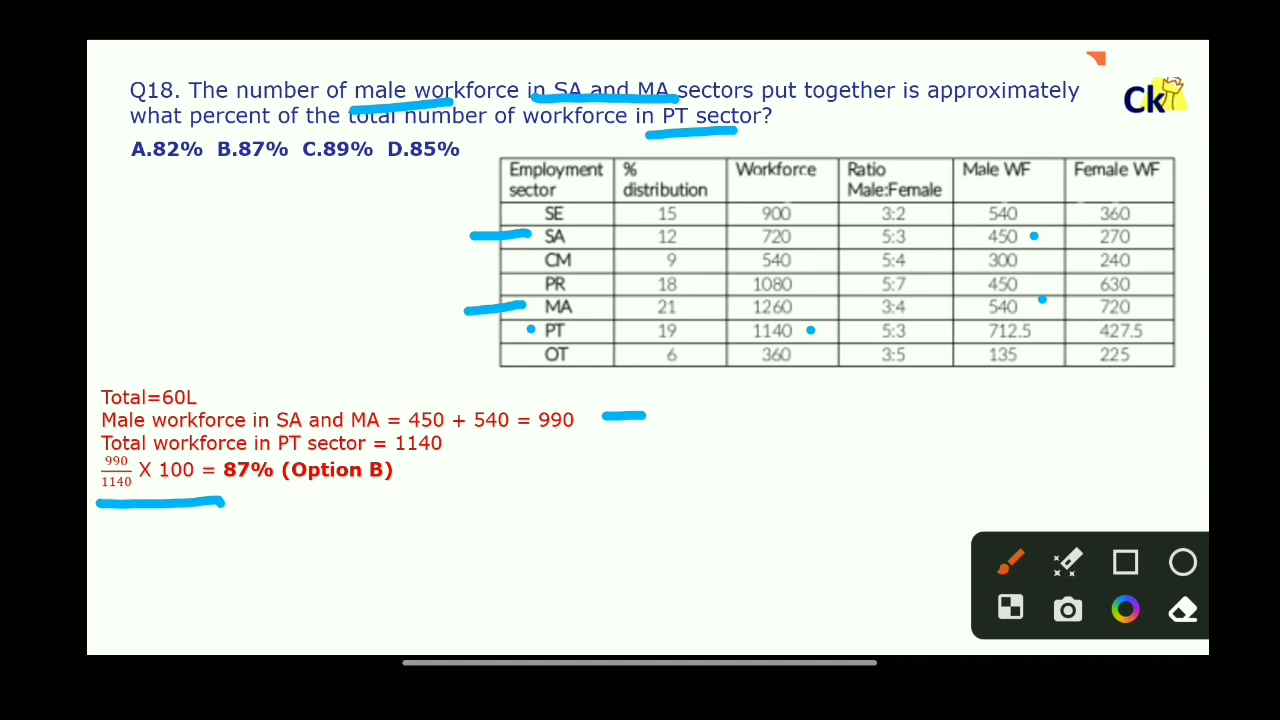 Q18. The number of male workforce in SA and MA sectors put together is approximately
what percent of the total number of workforce in PT sector?
Ck
A.82% B.87% C.89% D.85%
Employment sector % distribution Workforce Ratio Male:Female Male WF Female WF
SE 15 900 3:2 540 360
SA 12 720 5:3 450 270
CM 9 540 5:4 300 240
PR 18 1080 5:7 450 630
MA 21 1260 3:4 540 720
PT 19 1140 5:3 712.5 427.5
OT 6 360 3:5 135 225
Total=60L
Male workforce in SA and MA = 450 + 540 = 990
Total workforce in PT sector = 1140
990/1140 X 100 = 87% (Option B)